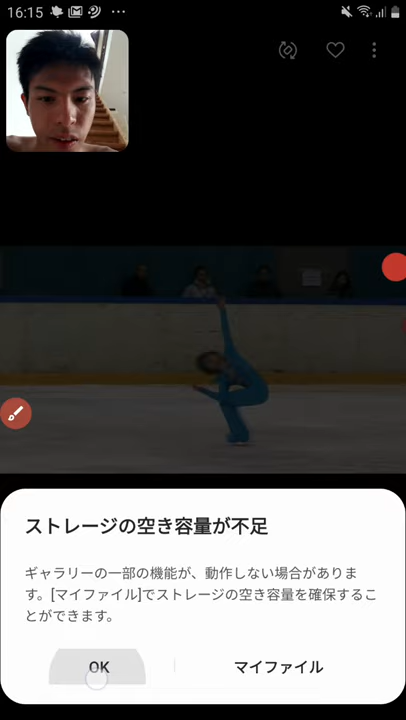 16:15
ストレージの空き容量が不足
ギャラリーの一部の機能が、動作しない場合がありま
す。[マイファイル]でストレージの空き容量を確保するこ
とができます。
OK
マイファイル